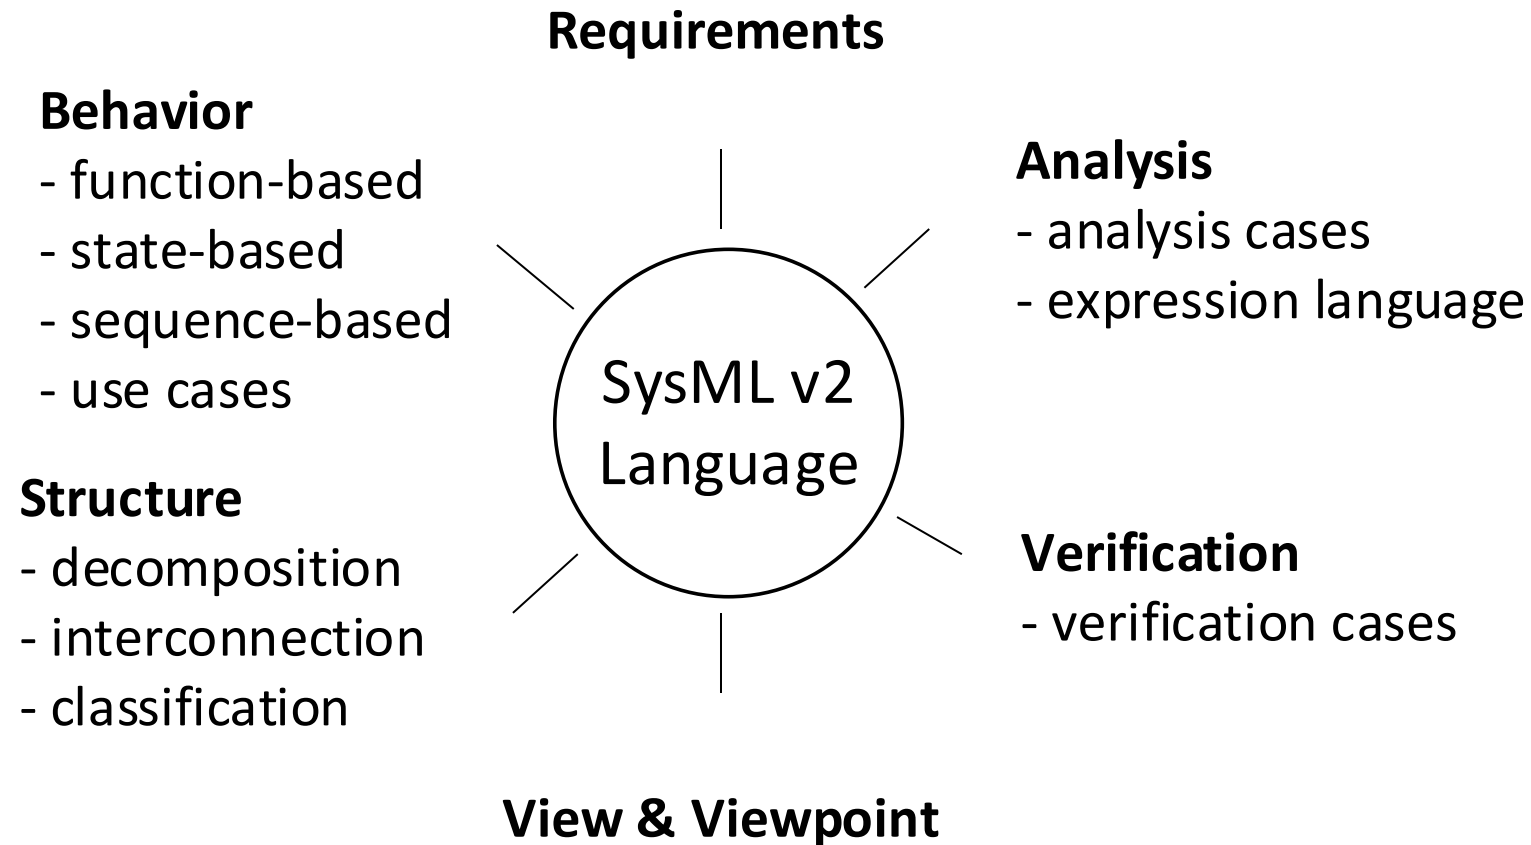 Requirements
Behavior
- function-based
- state-based
- sequence-based
- use cases
Analysis
- analysis cases
- expression language
SysML v2
Language
Structure
- decomposition
- interconnection
- classification
Verification
- verification cases
View & Viewpoint